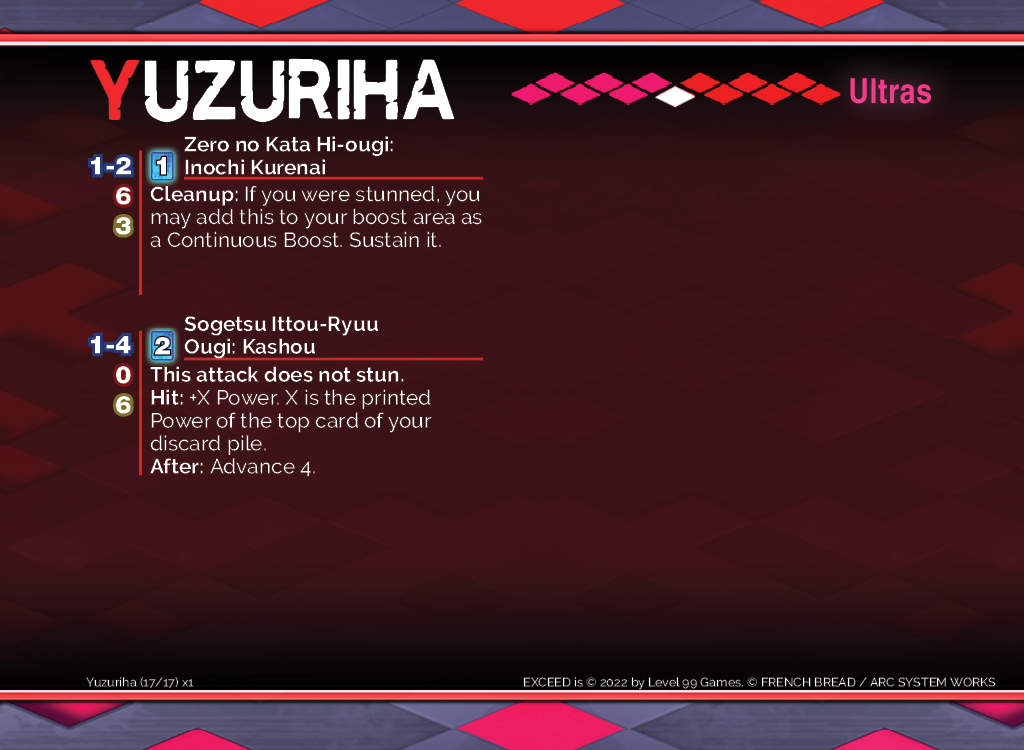 YUZURIHA
Ultras
Zero no Kata Hi-ougi:
1-2 1 Inochi Kurenai
6 Cleanup: If you were stunned, you
3 may add this to your boost area as
a Continuous Boost. Sustain it.
Sogetsu Ittou-Ryuu
1-4 2 Ougi: Kashou
0 This attack does not stun.
6 Hit: +X Power. X is the printed
Power of the top card of your
discard pile.
After: Advance 4.
Yuzuriha (17/17) x1
EXCEED is © 2022 by Level 99 Games. © FRENCH BREAD / ARC SYSTEM WORKS